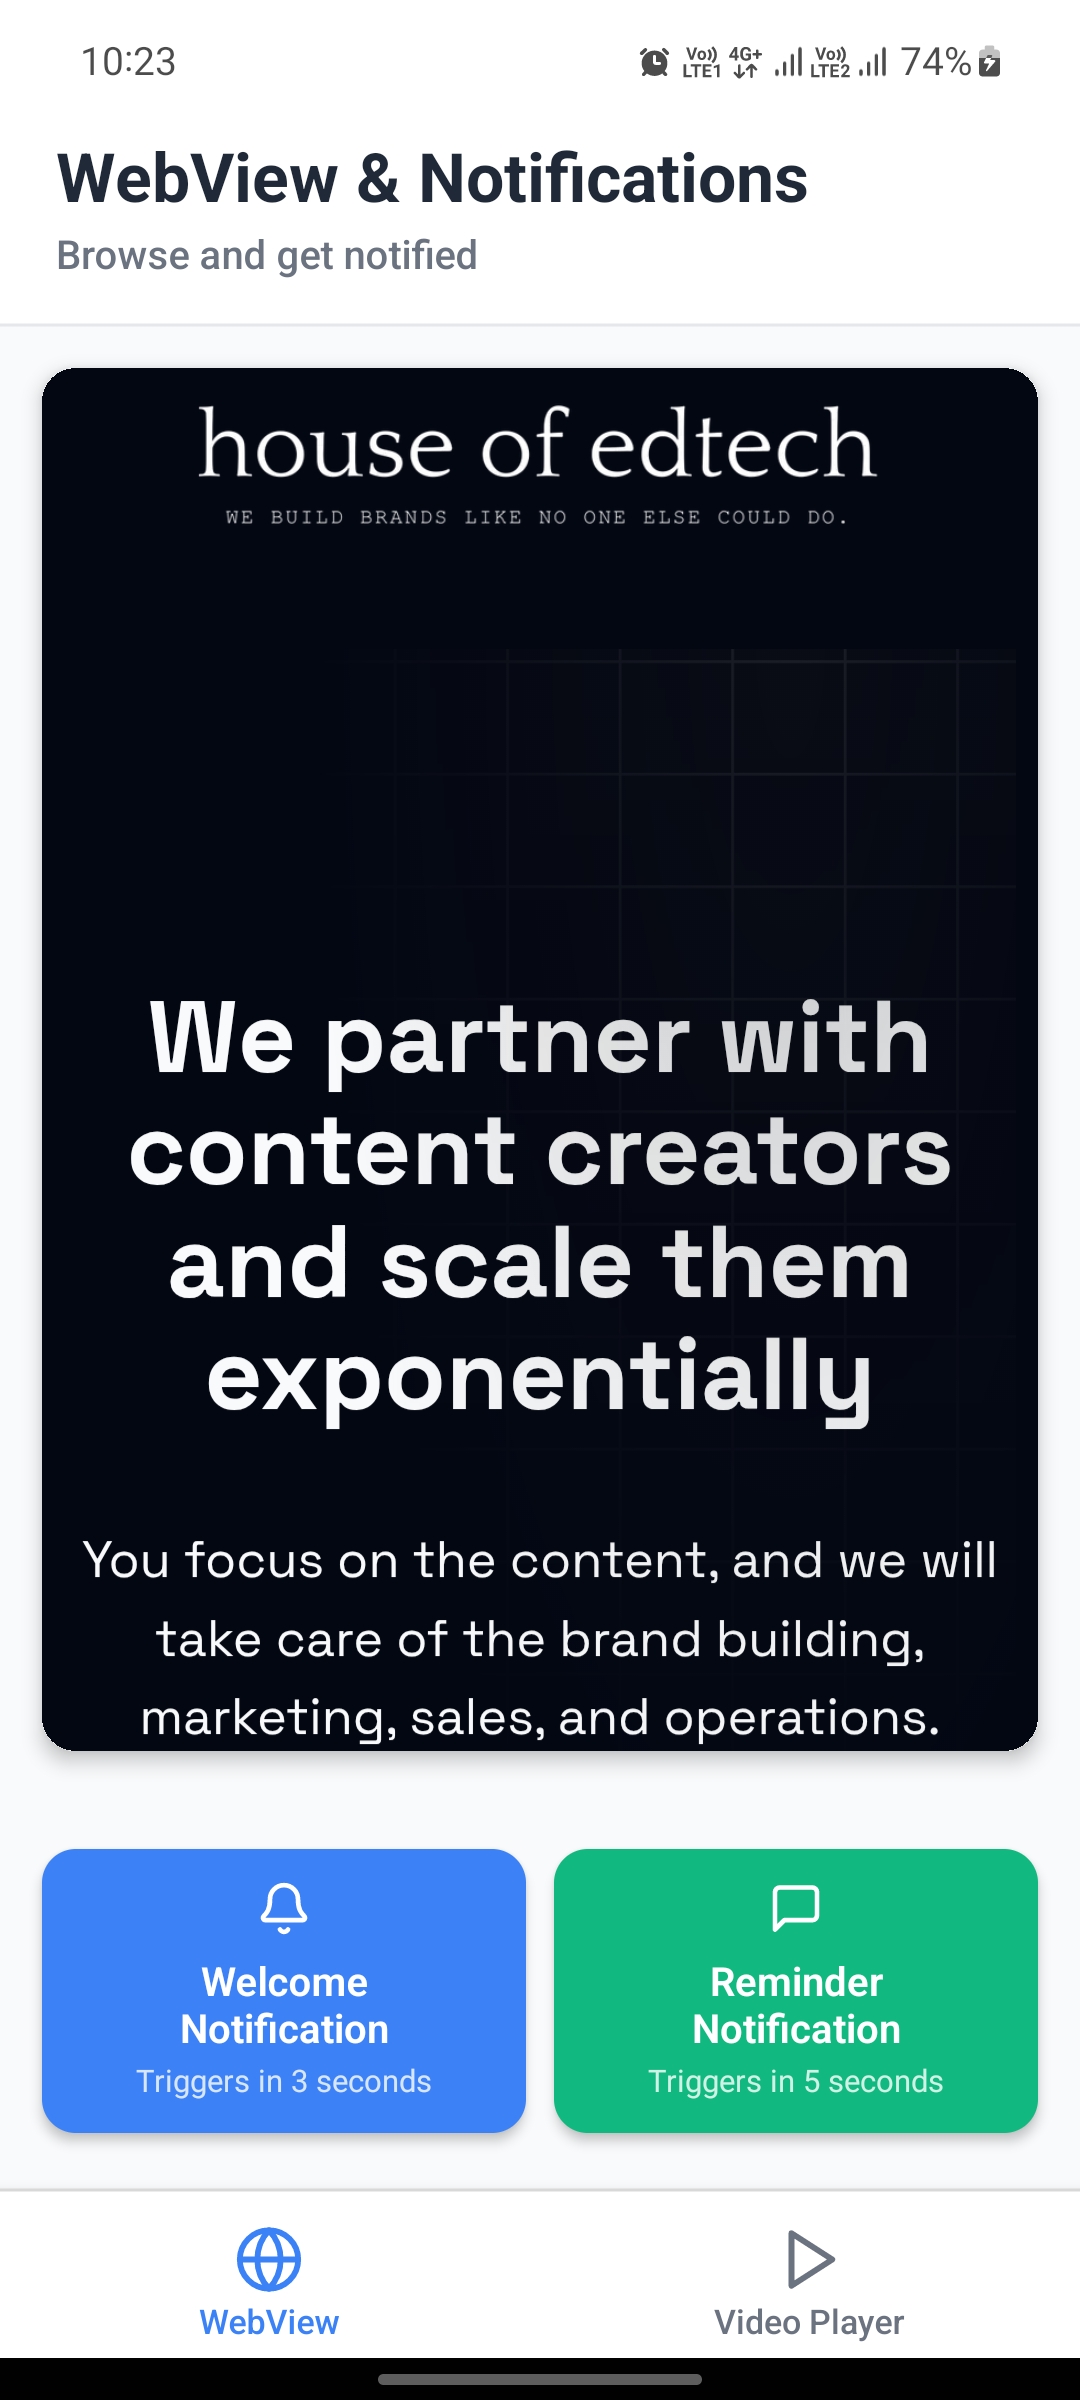 10:23
Vo)) LTE1 4G+ Vo)) LTE2 74%
WebView & Notifications
Browse and get notified
house of edtech
WE BUILD BRANDS LIKE NO ONE ELSE COULD DO.
We partner with
content creators
and scale them
exponentially
You focus on the content, and we will
take care of the brand building,
marketing, sales, and operations.
Welcome
Notification
Triggers in 3 seconds
Reminder
Notification
Triggers in 5 seconds
WebView
Video Player